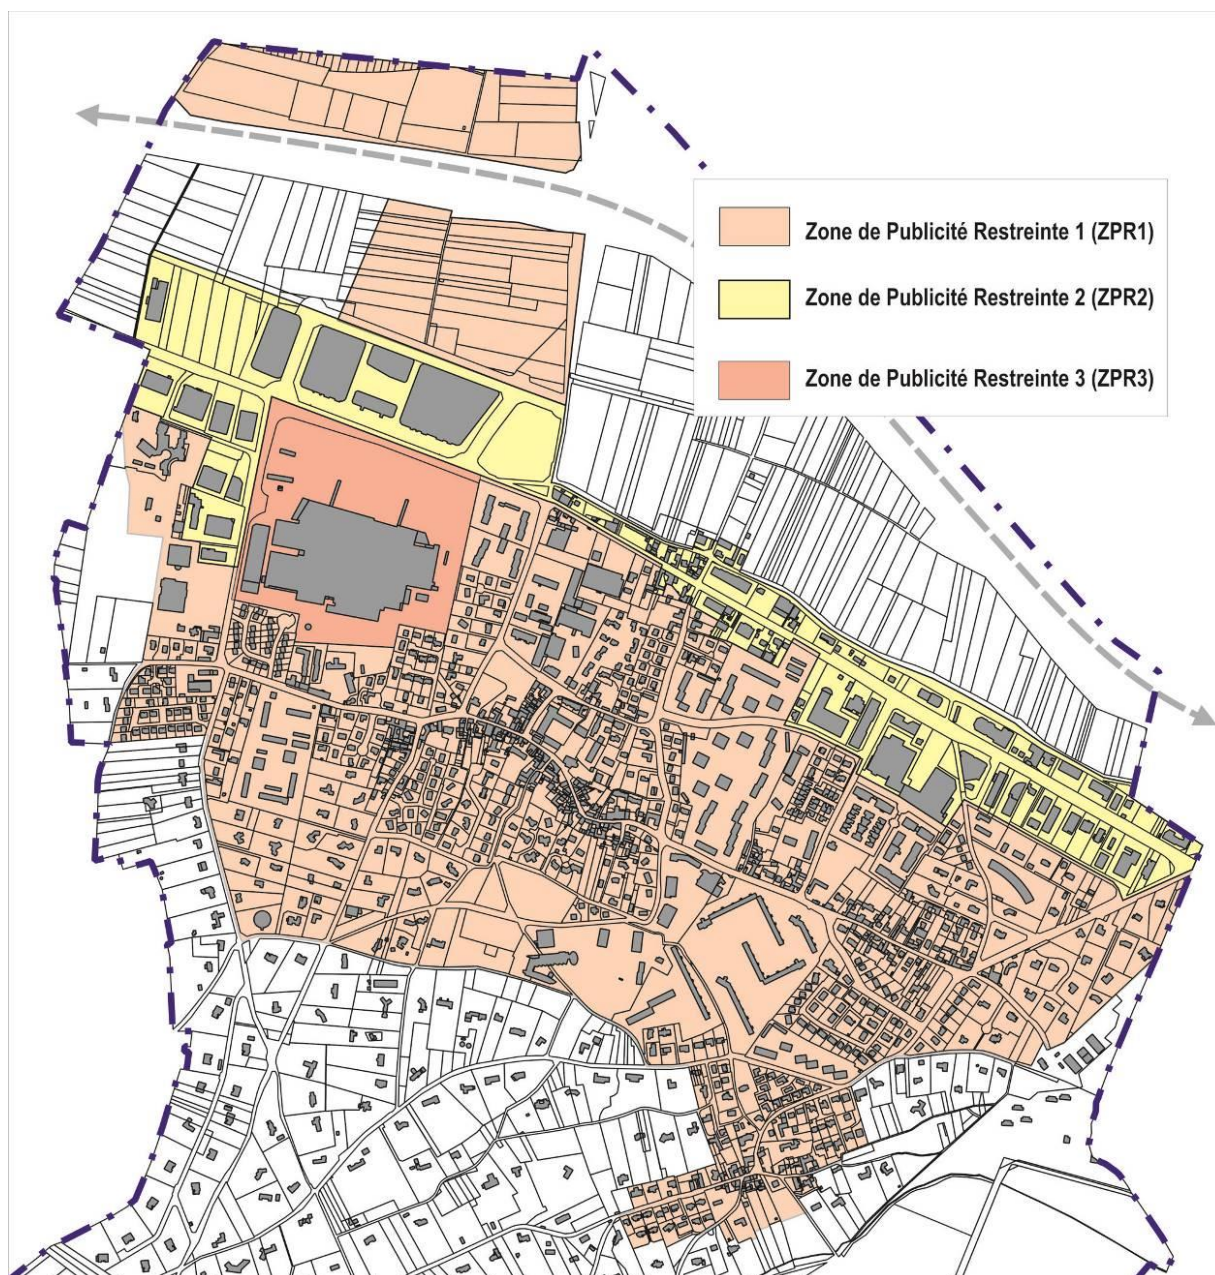 Zone de Publicité Restreinte 1 (ZPR1)
Zone de Publicité Restreinte 2 (ZPR2)
Zone de Publicité Restreinte 3 (ZPR3)